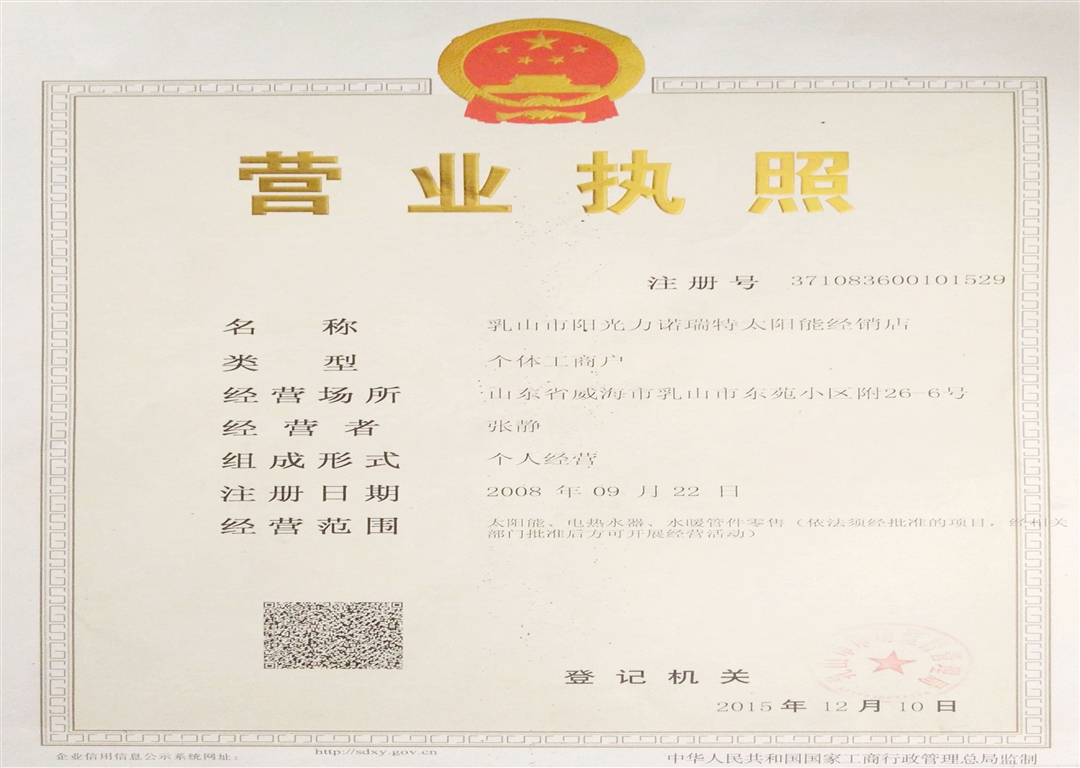 营业执照
注册号 371083600101529
名称 乳山市阳光力诺瑞特太阳能经销店
类型 个体工商户
经营场所 山东省威海市乳山市东苑小区附26-6号
经营者 张静
组成形式 个人经营
注册日期 2008 年 09 月 22 日
经营范围 太阳能、电热水器、水暖管件零售（依法须经批准的项目，经相关
部门批准后方可开展经营活动）
登记机关
2015 年 12 月 10 日
企业信用信息公示系统网址： http://sdxy.gov.cn
中华人民共和国国家工商行政管理总局监制